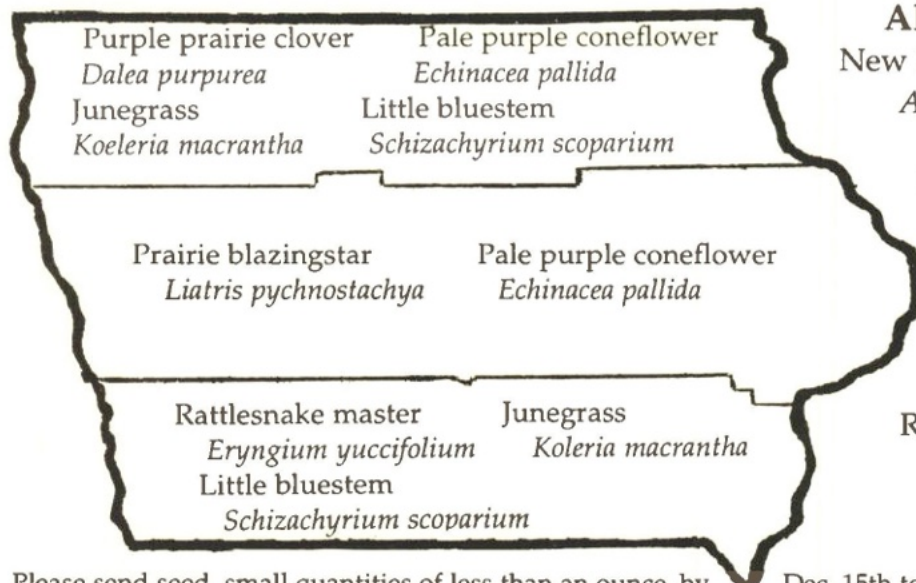 Purple prairie clover Pale purple coneflower
Dalea purpurea Echinacea pallida
Junegrass Little bluestem
Koeleria macrantha Schizachyrium scoparium
Prairie blazingstar Pale purple coneflower
Liatris pychnostachya Echinacea pallida
Rattlesnake master Junegrass
Eryngium yuccifolium Koleria macrantha
Little bluestem
Schizachyrium scoparium
New
Please send seed, small quantities of less than an ounce, by
Dec. 15th to